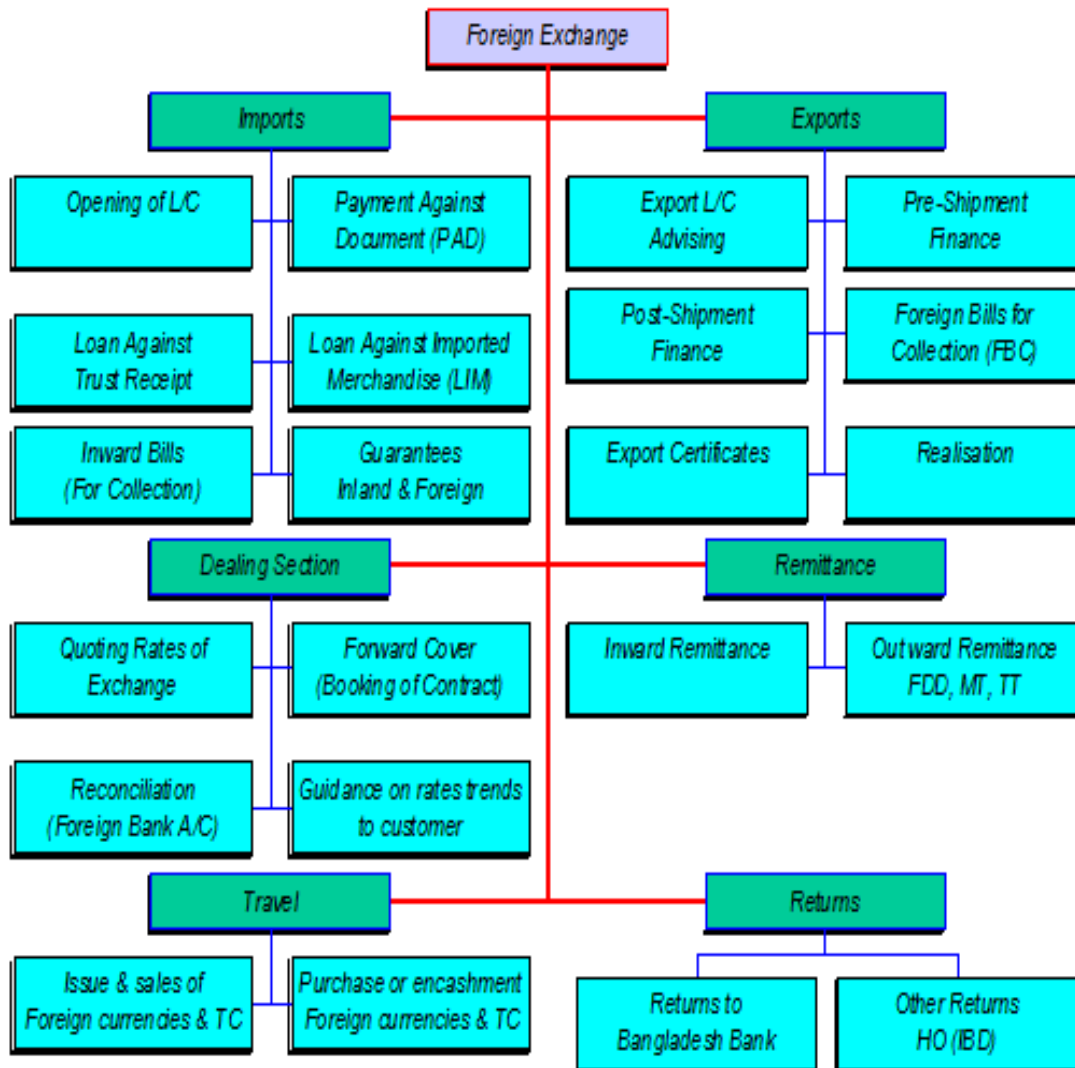 Foreign Exchange
Imports
Exports
Opening of L/C
Payment Against
Document (PAD)
Export L/C
Advising
Pre-Shipment
Finance
Loan Against
Trust Receipt
Loan Against Imported
Merchandise (LIM)
Post-Shipment
Finance
Foreign Bills for
Collection (FBC)
Inward Bills
(For Collection)
Guarantees
Inland & Foreign
Export Certificates
Realisation
Dealing Section
Remittance
Quoting Rates of
Exchange
Forward Cover
(Booking of Contract)
Inward Remittance
Outward Remittance
FDD, MT, TT
Reconciliation
(Foreign Bank A/C)
Guidance on rates trends
to customer
Travel
Returns
Issue & sales of
Foreign currencies & TC
Purchase or encashment
Foreign currencies & TC
Returns to
Bangladesh Bank
Other Returns
HO (IBD)